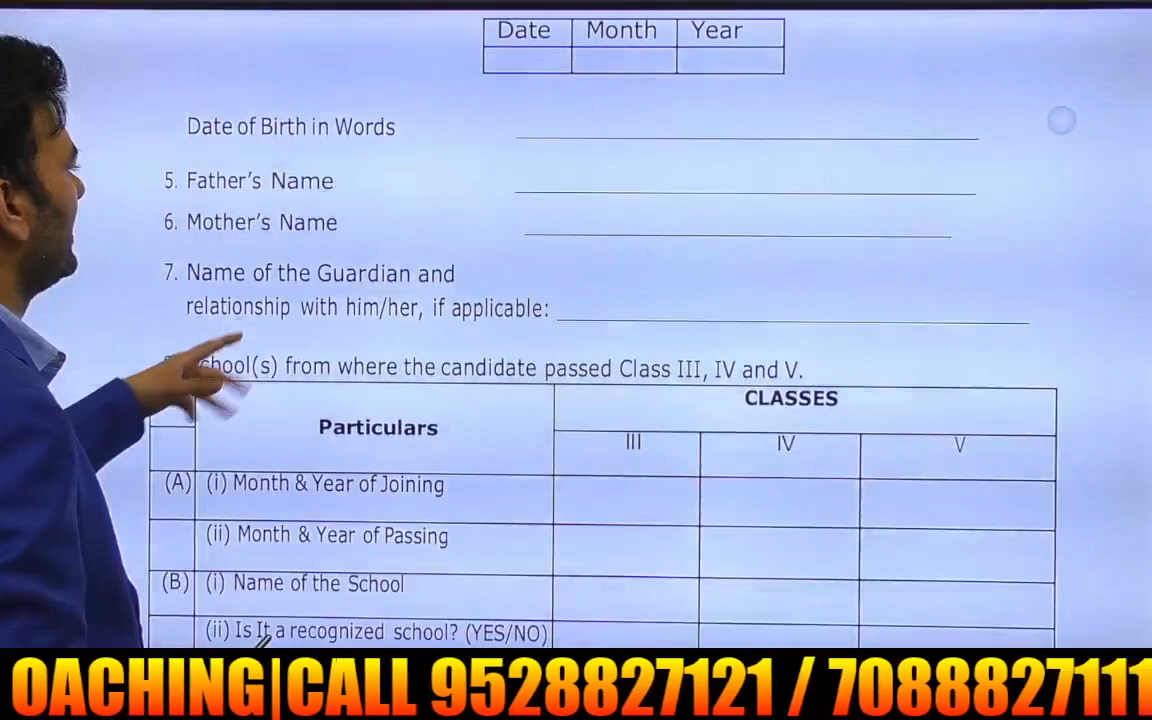 Date Month Year
Date of Birth in Words
5. Father's Name
6. Mother's Name
7. Name of the Guardian and
relationship with him/her, if applicable:
School(s) from where the candidate passed Class III, IV and V.
Particulars CLASSES
III IV V
(A) (i) Month & Year of Joining
(ii) Month & Year of Passing
(B) (i) Name of the School
(ii) Is It a recognized school? (YES/NO)
OACHING|CALL 9528827121 / 7088827111